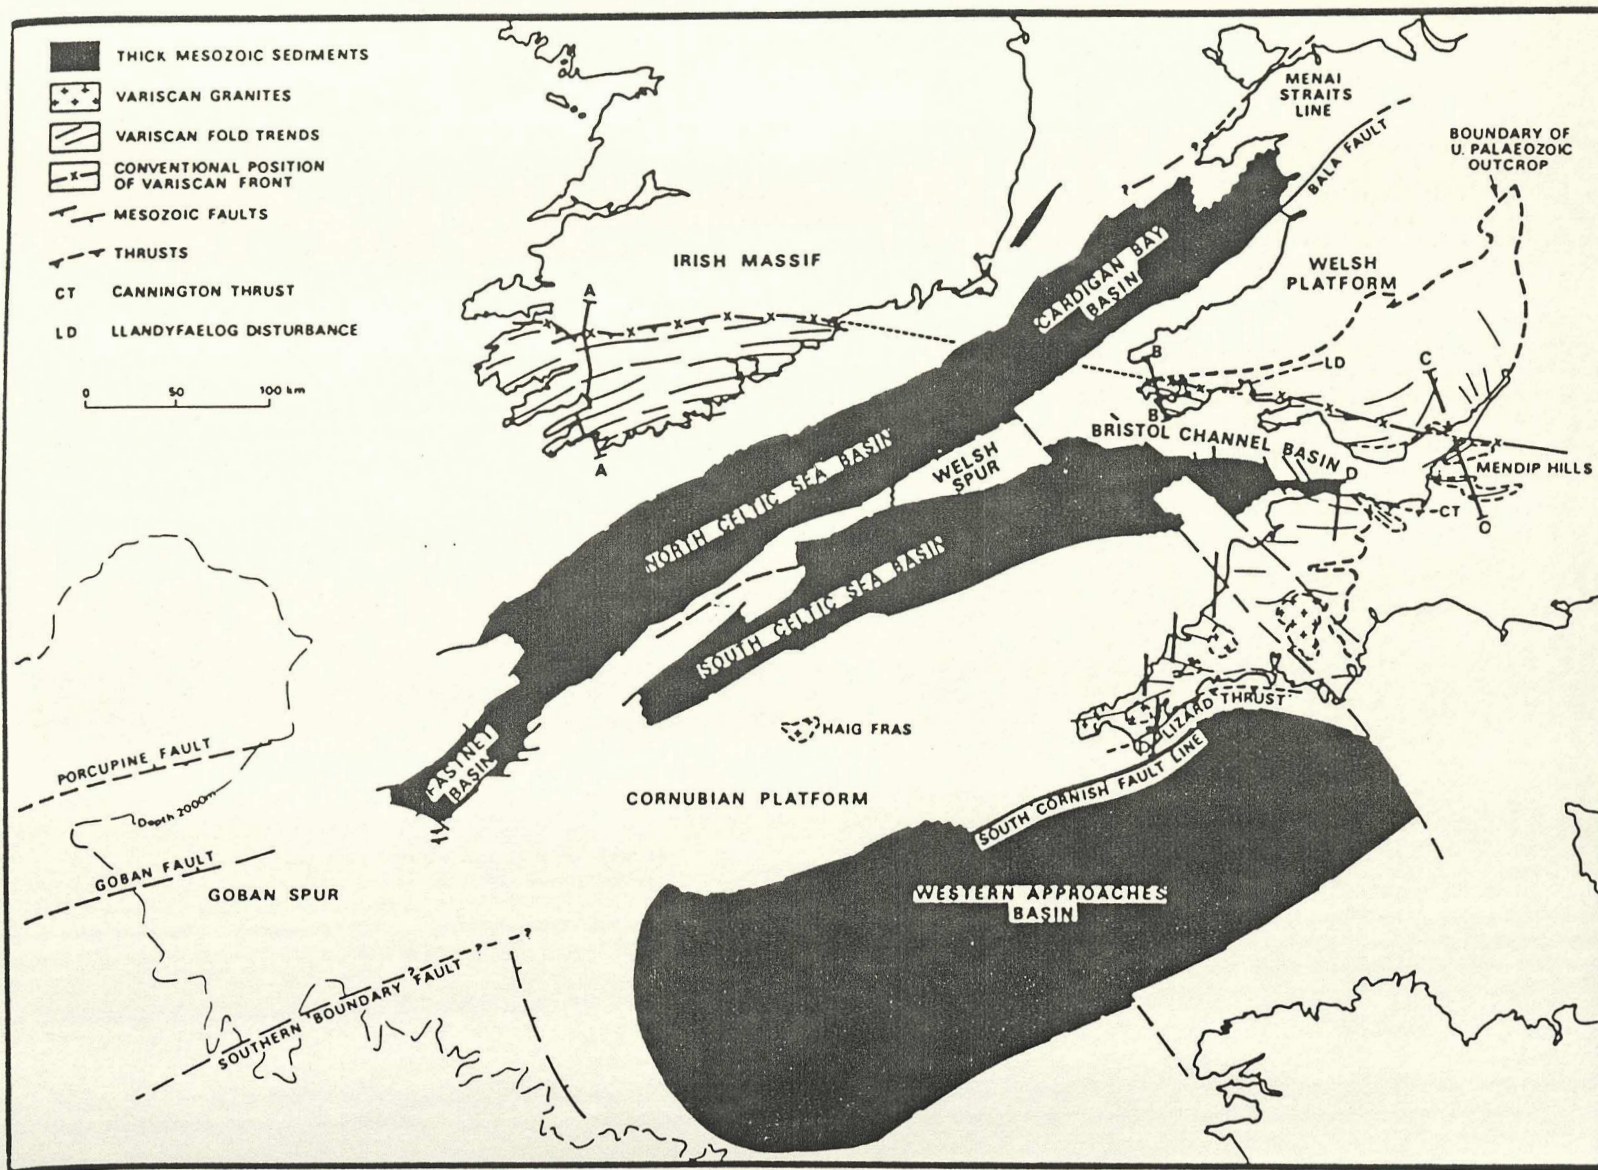 THICK MESOZOIC SEDIMENTS
VARISCAN GRANITES
VARISCAN FOLD TRENDS
CONVENTIONAL POSITION
OF VARISCAN FRONT
MESOZOIC FAULTS
THRUSTS
CT CANNINGTON THRUST
LD LLANDYFAELOG DISTURBANCE
0 50 100 km
MENAI
STRAITS
LINE
BALA FAULT
BOUNDARY OF
U. PALAEOZOIC
OUTCROP
?
?
IRISH MASSIF
WELSH
PLATFORM
CARDIGAN BAY
BASIN
A
A
B
B
LD
C
BRISTOL CHANNEL BASIN
D
MENDIP HILLS
CT
WELSH
SPUR
NORTH CELTIC SEA BASIN
SOUTH CELTIC SEA BASIN
HAIG FRAS
LIZARD THRUST
D
SOUTH CORNISH FAULT LINE
FASTNET
BASIN
CORNUBIAN PLATFORM
PORCUPINE FAULT
Depth 2000m
GOBAN FAULT
GOBAN SPUR
WESTERN APPROACHES
BASIN
SOUTHERN BOUNDARY FAULT
? ? ?